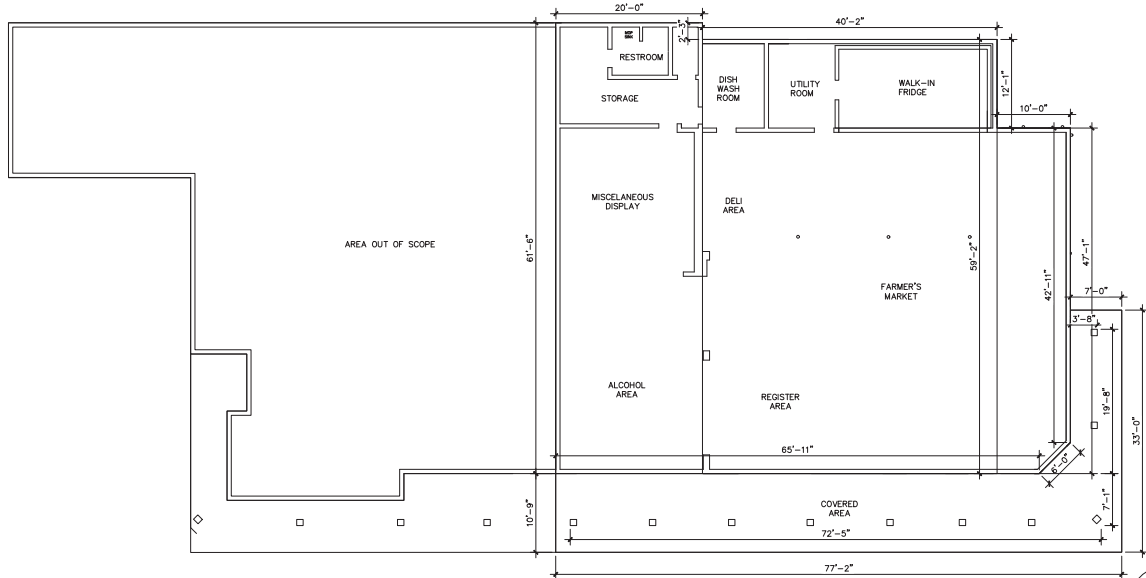 20'-0"
40'-2"
2'-3"
MOP
SINK
RESTROOM
DISH
WASH
ROOM
UTILITY
ROOM
WALK-IN
FRIDGE
12'-1"
STORAGE
10'-0"
MISCELANEOUS
DISPLAY
DELI
AREA
AREA OUT OF SCOPE
61'-6"
59'-2"
47'-1"
42'-11"
FARMER'S
MARKET
7'-0"
3'-8"
ALCOHOL
AREA
REGISTER
AREA
19'-8"
33'-0"
65'-11"
6'-0"
10'-9"
COVERED
AREA
7'-1"
72'-5"
77'-2"